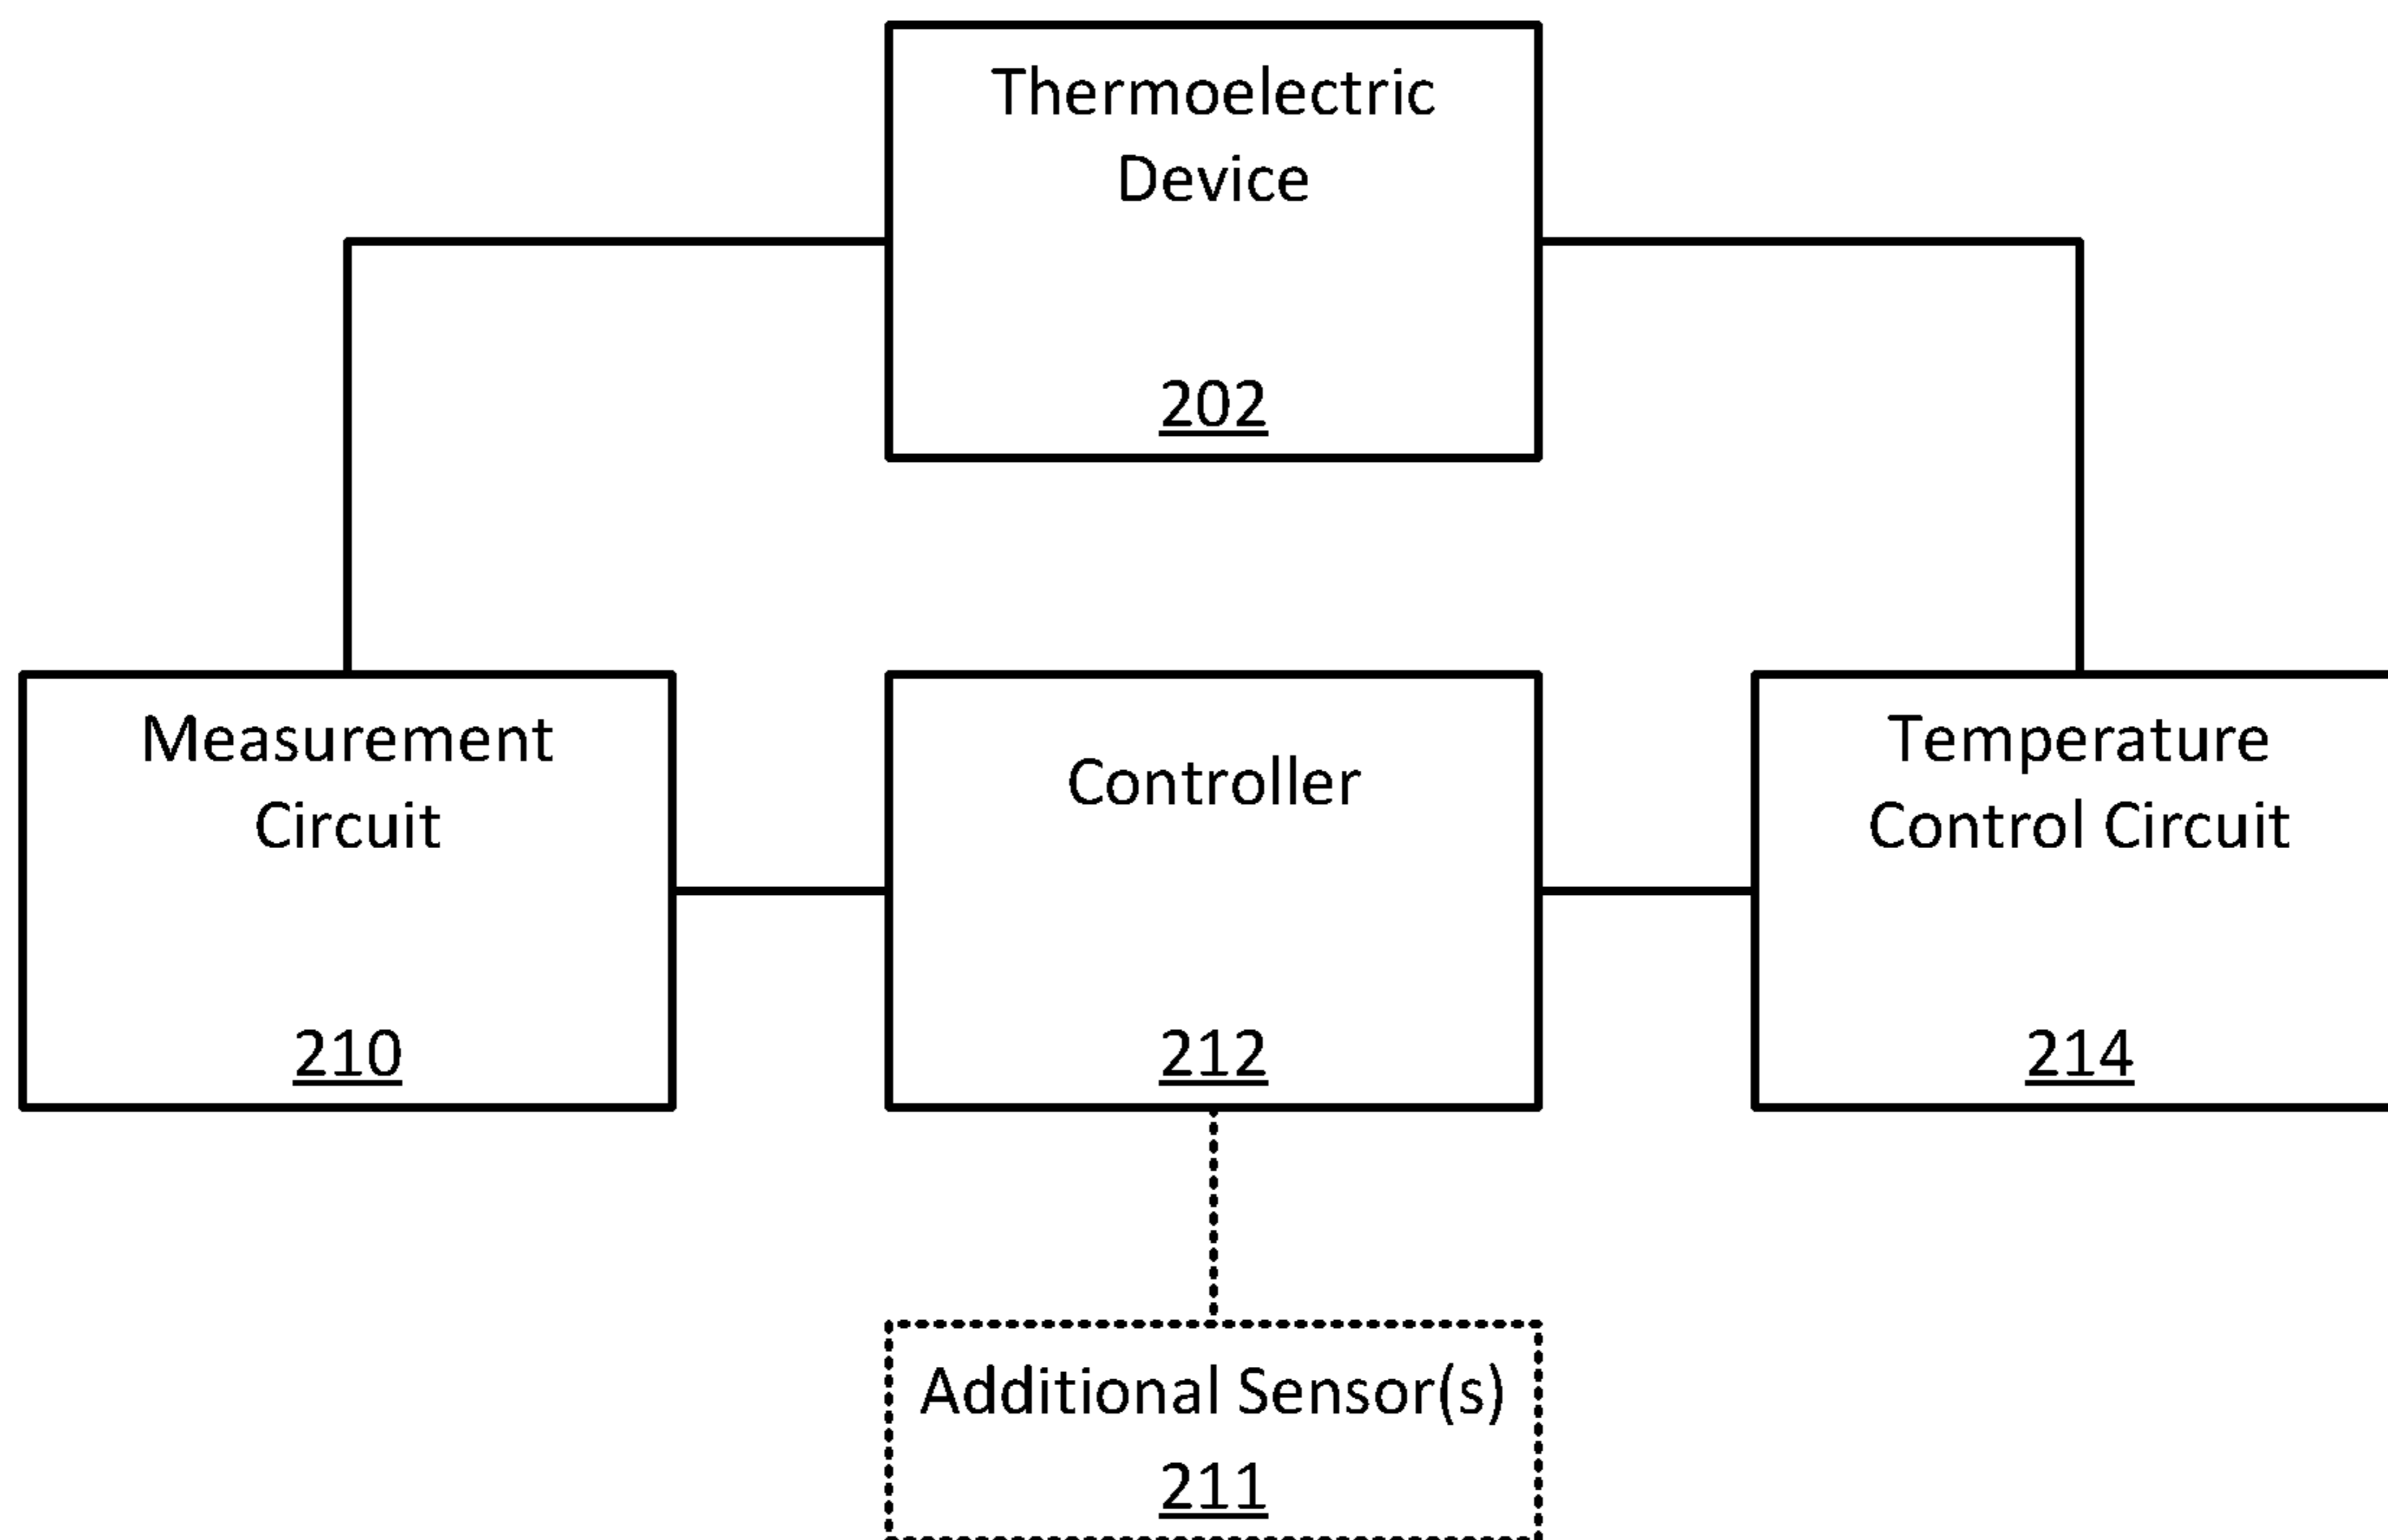 Thermoelectric
Device
202
Measurement
Circuit
210
Controller
212
Temperature
Control Circuit
214
Additional Sensor(s)
211